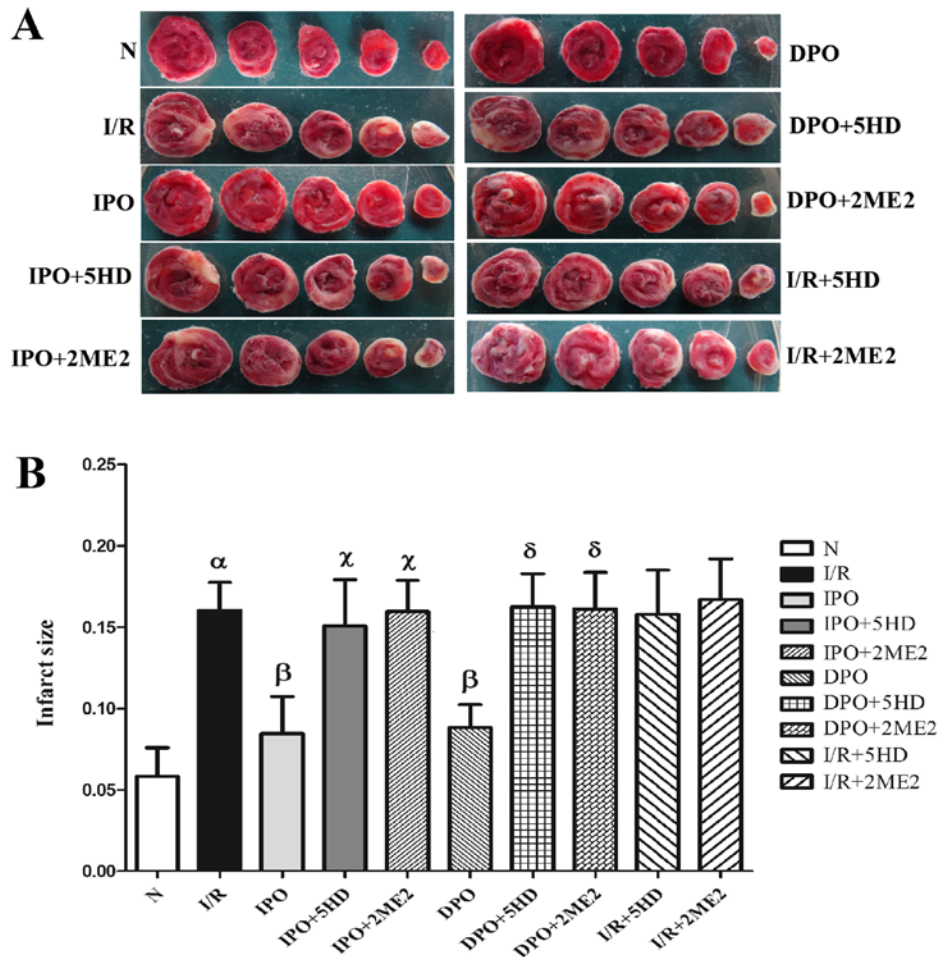 A
N
I/R
IPO
IPO+5HD
IPO+2ME2
DPO
DPO+5HD
DPO+2ME2
I/R+5HD
I/R+2ME2
B
Infarct size
0.25
0.20
0.15
0.10
0.05
0.00
α
β
χ
χ
β
δ
δ
N
I/R
IPO
IPO+5HD
IPO+2ME2
DPO
DPO+5HD
DPO+2ME2
I/R+5HD
I/R+2ME2
N
I/R
IPO
IPO+5HD
IPO+2ME2
DPO
DPO+5HD
DPO+2ME2
I/R+5HD
I/R+2ME2